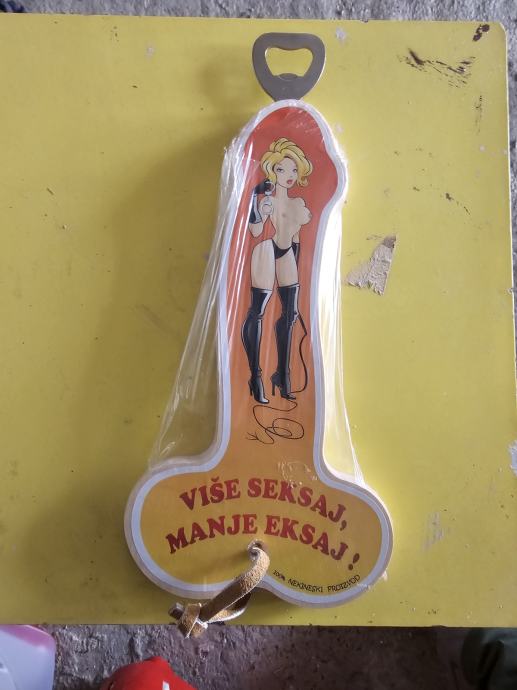 VIŠE SEKSAJ,
MANJE EKSAJ!
100% NEKINESKI PROIZVOD